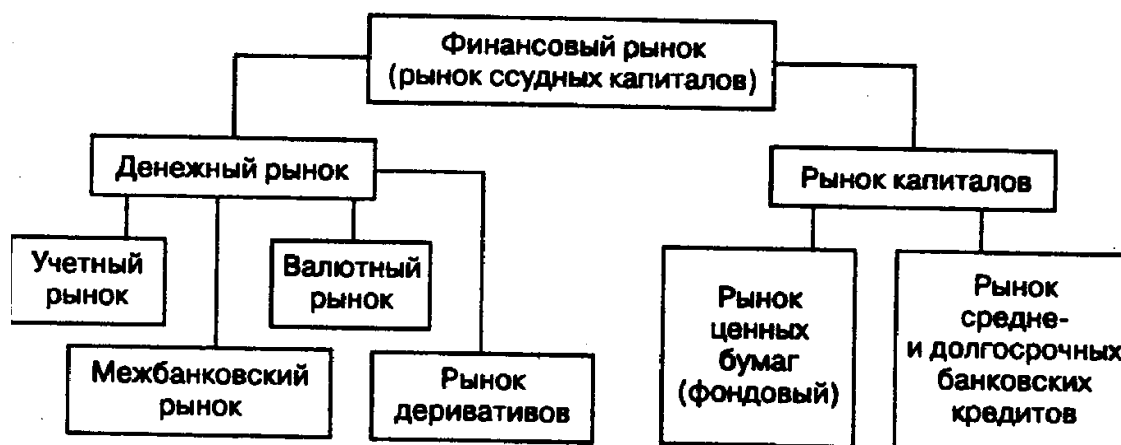 Финансовый рынок
(рынок ссудных капиталов)
Денежный рынок
Рынок капиталов
Учетный
рынок
Валютный
рынок
Межбанковский
рынок
Рынок
деривативов
Рынок
ценных
бумаг
(фондовый)
Рынок
средне-
и долгосрочных
банковских
кредитов